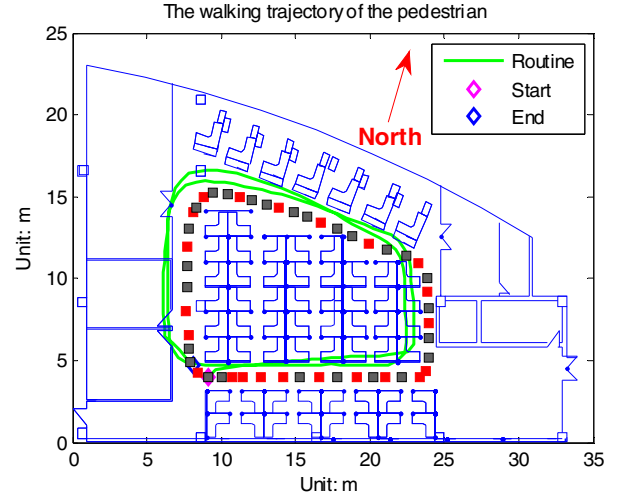 The walking trajectory of the pedestrian
25
20
15
10
5
0
Unit: m
North
Routine
Start
End
0 5 10 15 20 25 30 35
Unit: m